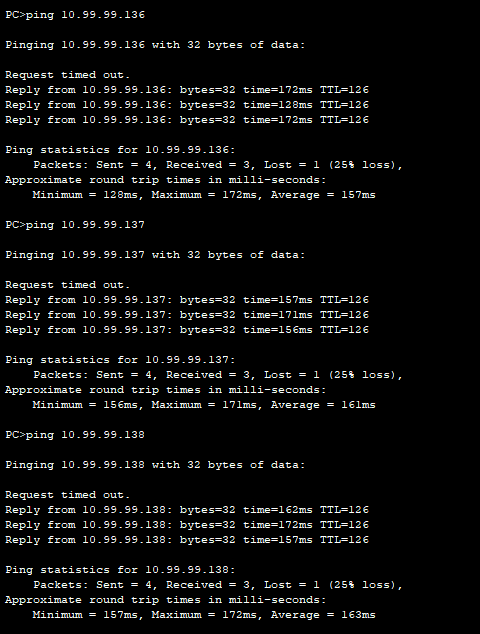 PC>ping 10.99.99.136
Pinging 10.99.99.136 with 32 bytes of data:
Request timed out.
Reply from 10.99.99.136: bytes=32 time=172ms TTL=126
Reply from 10.99.99.136: bytes=32 time=128ms TTL=126
Reply from 10.99.99.136: bytes=32 time=172ms TTL=126
Ping statistics for 10.99.99.136:
    Packets: Sent = 4, Received = 3, Lost = 1 (25% loss),
Approximate round trip times in milli-seconds:
    Minimum = 128ms, Maximum = 172ms, Average = 157ms
PC>ping 10.99.99.137
Pinging 10.99.99.137 with 32 bytes of data:
Request timed out.
Reply from 10.99.99.137: bytes=32 time=157ms TTL=126
Reply from 10.99.99.137: bytes=32 time=171ms TTL=126
Reply from 10.99.99.137: bytes=32 time=156ms TTL=126
Ping statistics for 10.99.99.137:
    Packets: Sent = 4, Received = 3, Lost = 1 (25% loss),
Approximate round trip times in milli-seconds:
    Minimum = 156ms, Maximum = 171ms, Average = 161ms
PC>ping 10.99.99.138
Pinging 10.99.99.138 with 32 bytes of data:
Request timed out.
Reply from 10.99.99.138: bytes=32 time=162ms TTL=126
Reply from 10.99.99.138: bytes=32 time=172ms TTL=126
Reply from 10.99.99.138: bytes=32 time=157ms TTL=126
Ping statistics for 10.99.99.138:
    Packets: Sent = 4, Received = 3, Lost = 1 (25% loss),
Approximate round trip times in milli-seconds:
    Minimum = 157ms, Maximum = 172ms, Average = 163ms